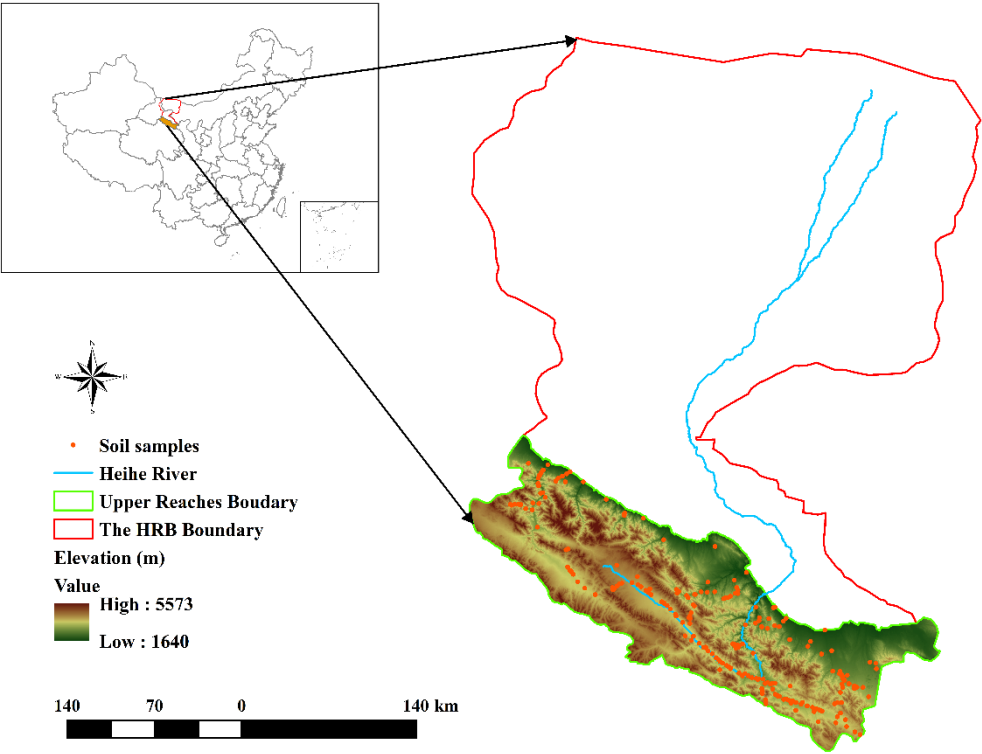 N
W
E
S
Soil samples
Heihe River
Upper Reaches Boudary
The HRB Boundary
Elevation (m)
Value
High : 5573
Low : 1640
140 70 0 140 km